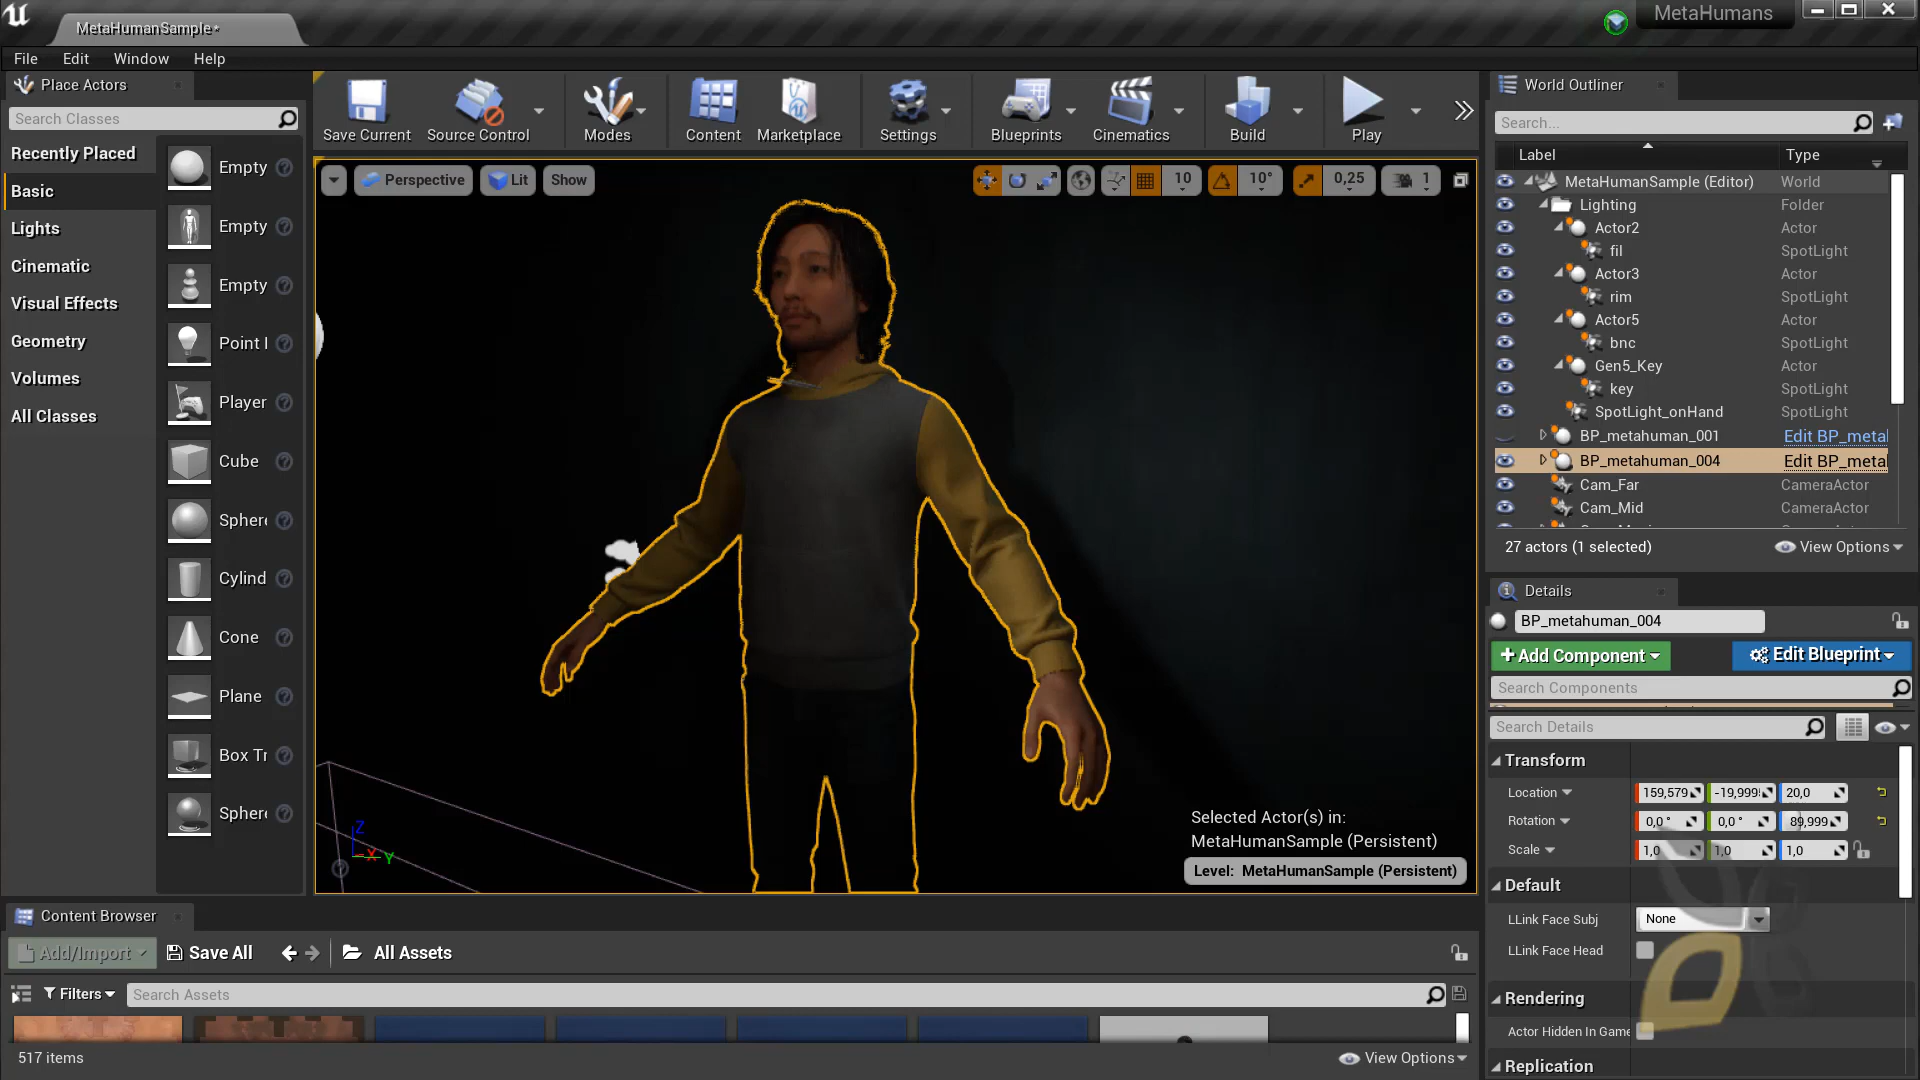 MetaHumanSample*
MetaHumans
File Edit Window Help
Place Actors
Search Classes
Recently Placed
Basic
Lights
Cinematic
Visual Effects
Geometry
Volumes
All Classes
Empty
Empty
Empty
Point
Player
Cube
Sphere
Cylind
Cone
Plane
Box Tr
Sphere
Save Current
Source Control
Modes
Content
Marketplace
Settings
Blueprints
Cinematics
Build
Play
Perspective
Lit
Show
10
10°
0,25
1
Z
X
Y
Selected Actor(s) in:
MetaHumanSample (Persistent)
Level: MetaHumanSample (Persistent)
World Outliner
Search...
Label Type
MetaHumanSample (Editor) World
Lighting Folder
Actor2 Actor
fil SpotLight
Actor3 Actor
rim SpotLight
Actor5 Actor
bnc SpotLight
Gen5_Key Actor
key SpotLight
SpotLight_onHand SpotLight
BP_metahuman_001 Edit BP_meta
BP_metahuman_004 Edit BP_meta
Cam_Far CameraActor
Cam_Mid CameraActor
27 actors (1 selected) View Options
Details
BP_metahuman_004
+Add Component Edit Blueprint
Search Components
Search Details
Transform
Location 159,579 -19,999 20,0
Rotation 0,0° 0,0° 89,999
Scale 1,0 1,0 1,0
Default
LLink Face Subj None
LLink Face Head
Rendering
Actor Hidden In Game
Replication
Content Browser
Add/Import Save All All Assets
Filters Search Assets
517 items View Options